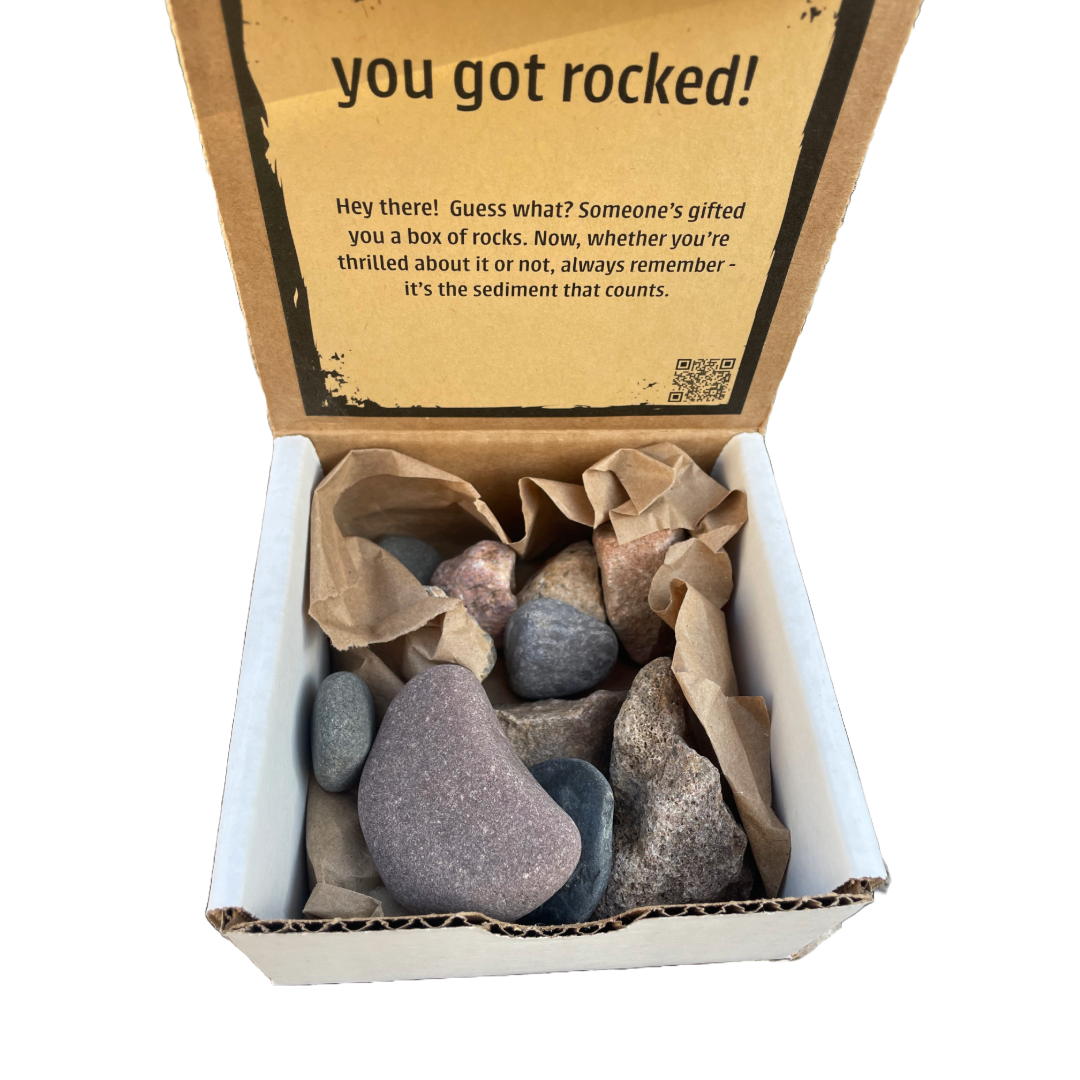 you got rocked!
Hey there! Guess what? Someone's gifted
you a box of rocks. Now, whether you're
thrilled about it or not, always remember -
it's the sediment that counts.